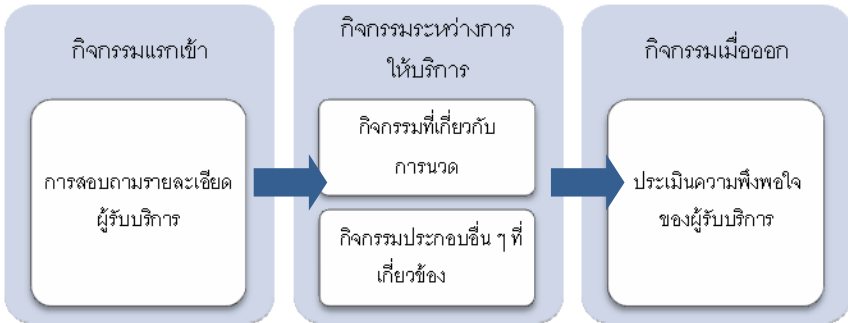 กิจกรรมแรกเข้า
การสอบถามรายละเอียด
ผู้รับบริการ
กิจกรรมระหว่างการ
ให้บริการ
กิจกรรมที่เกี่ยวกับ
การนวด
กิจกรรมประกอบอื่น ๆ ที่
เกี่ยวข้อง
กิจกรรมเมื่อออก
ประเมินความพึงพอใจ
ของผู้รับบริการ